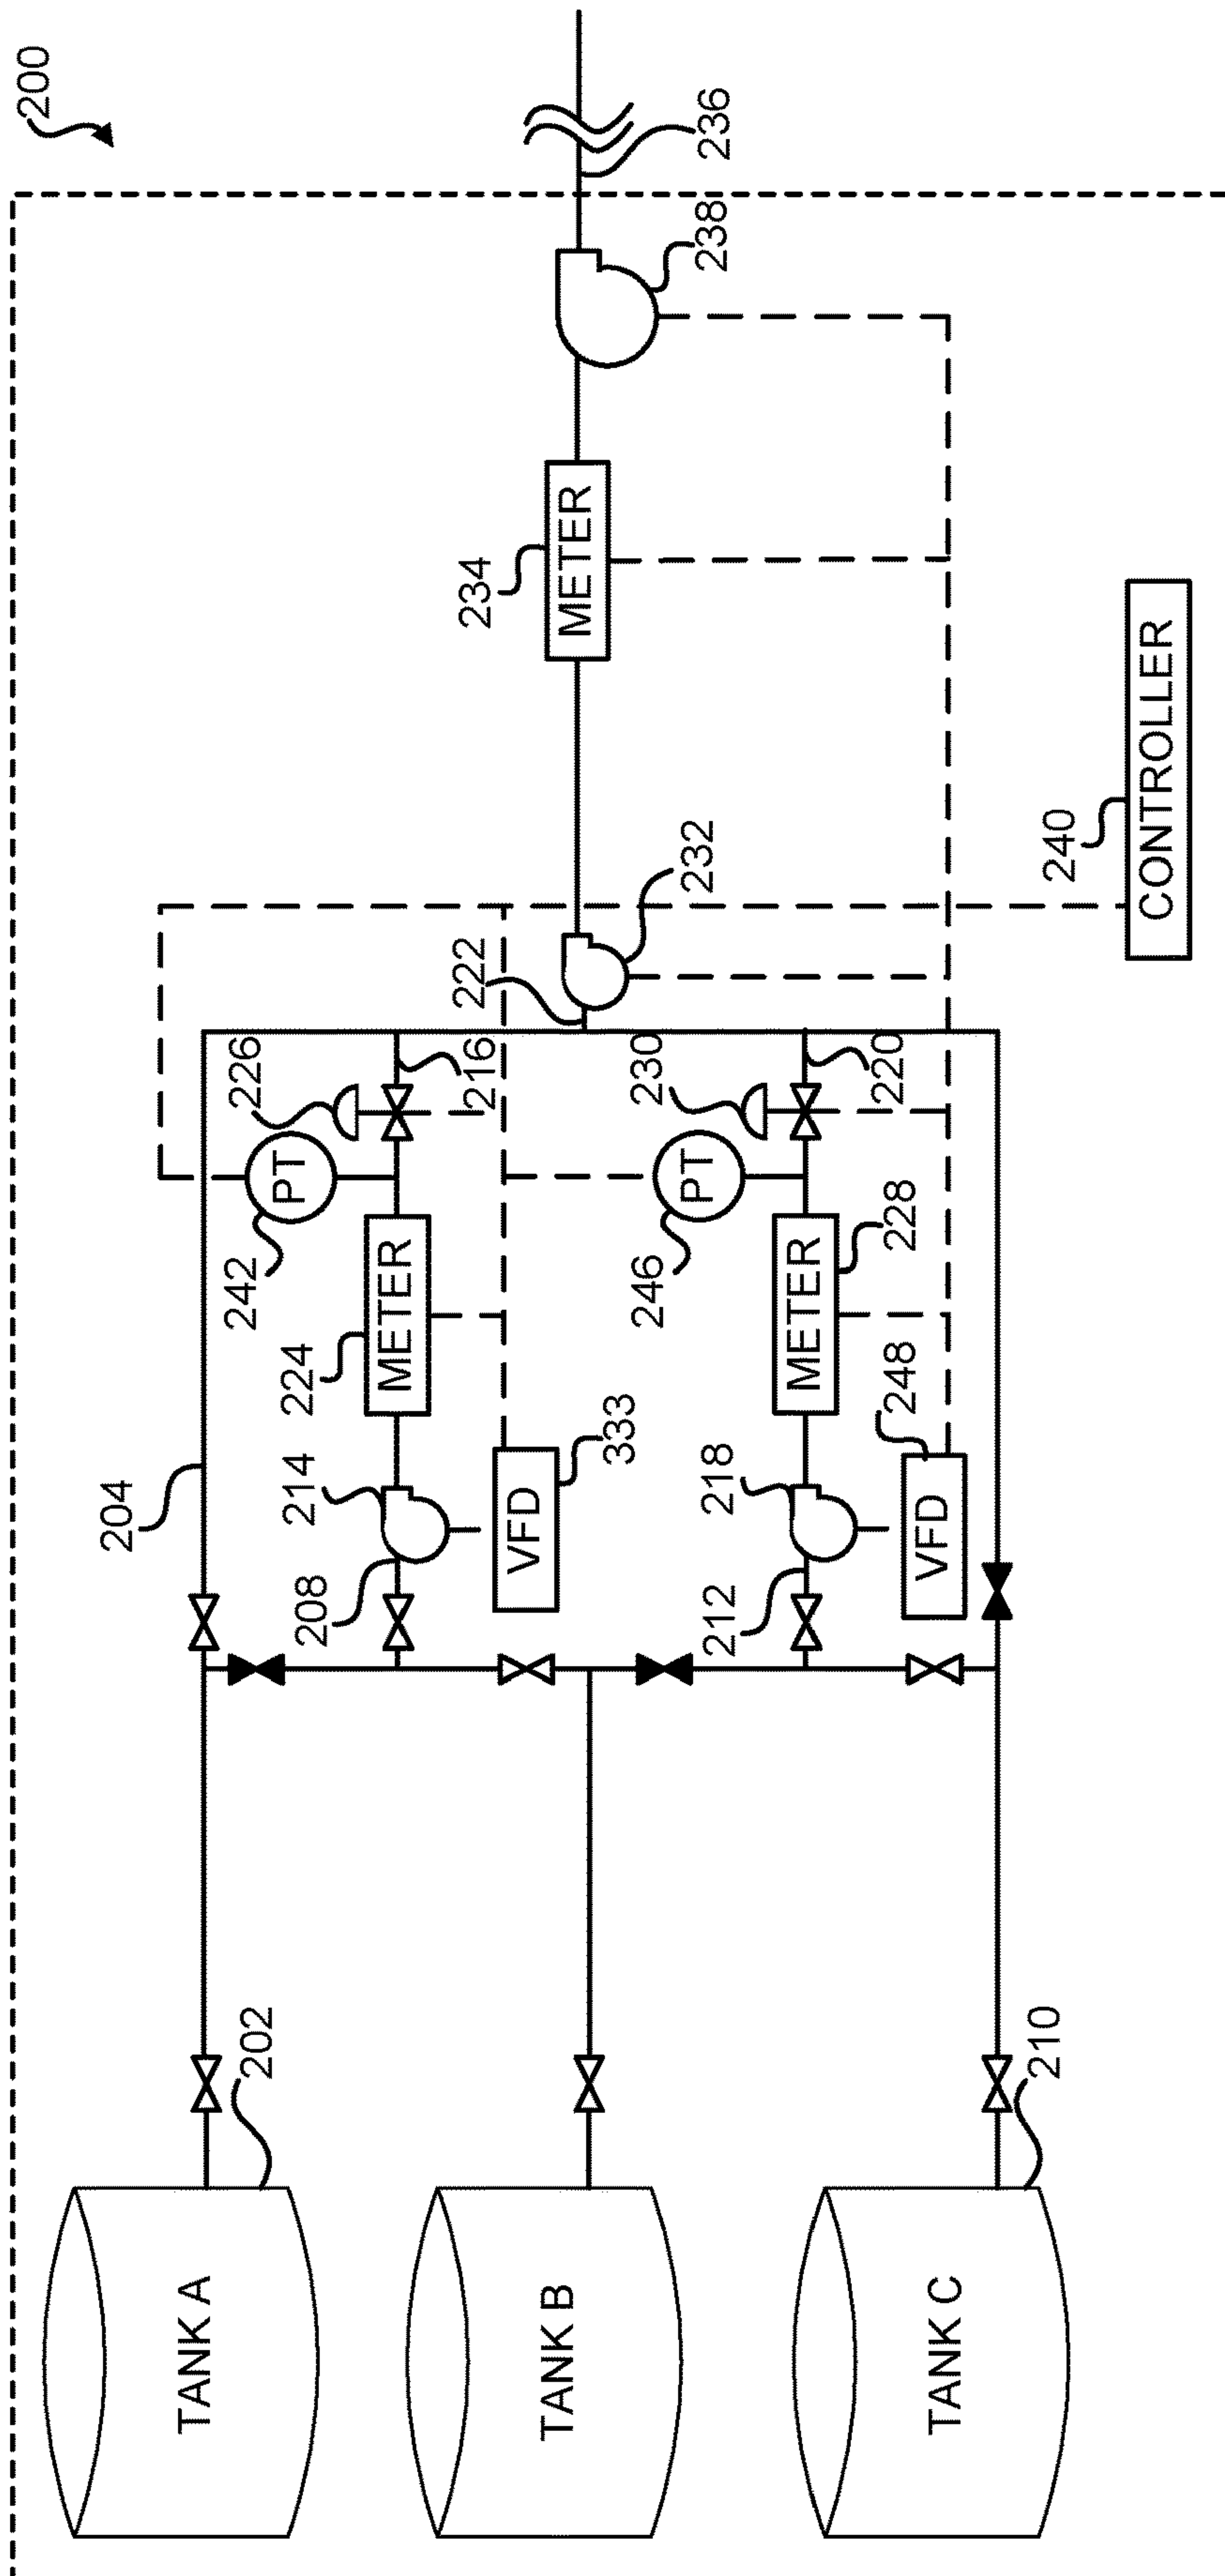 200
236
238
METER
234
232
222
CONTROLLER
240
204
226
216
PT
242
METER
224
214
208
VFD
333
230
220
PT
246
METER
228
218
212
VFD
248
TANK A
202
TANK B
TANK C
210